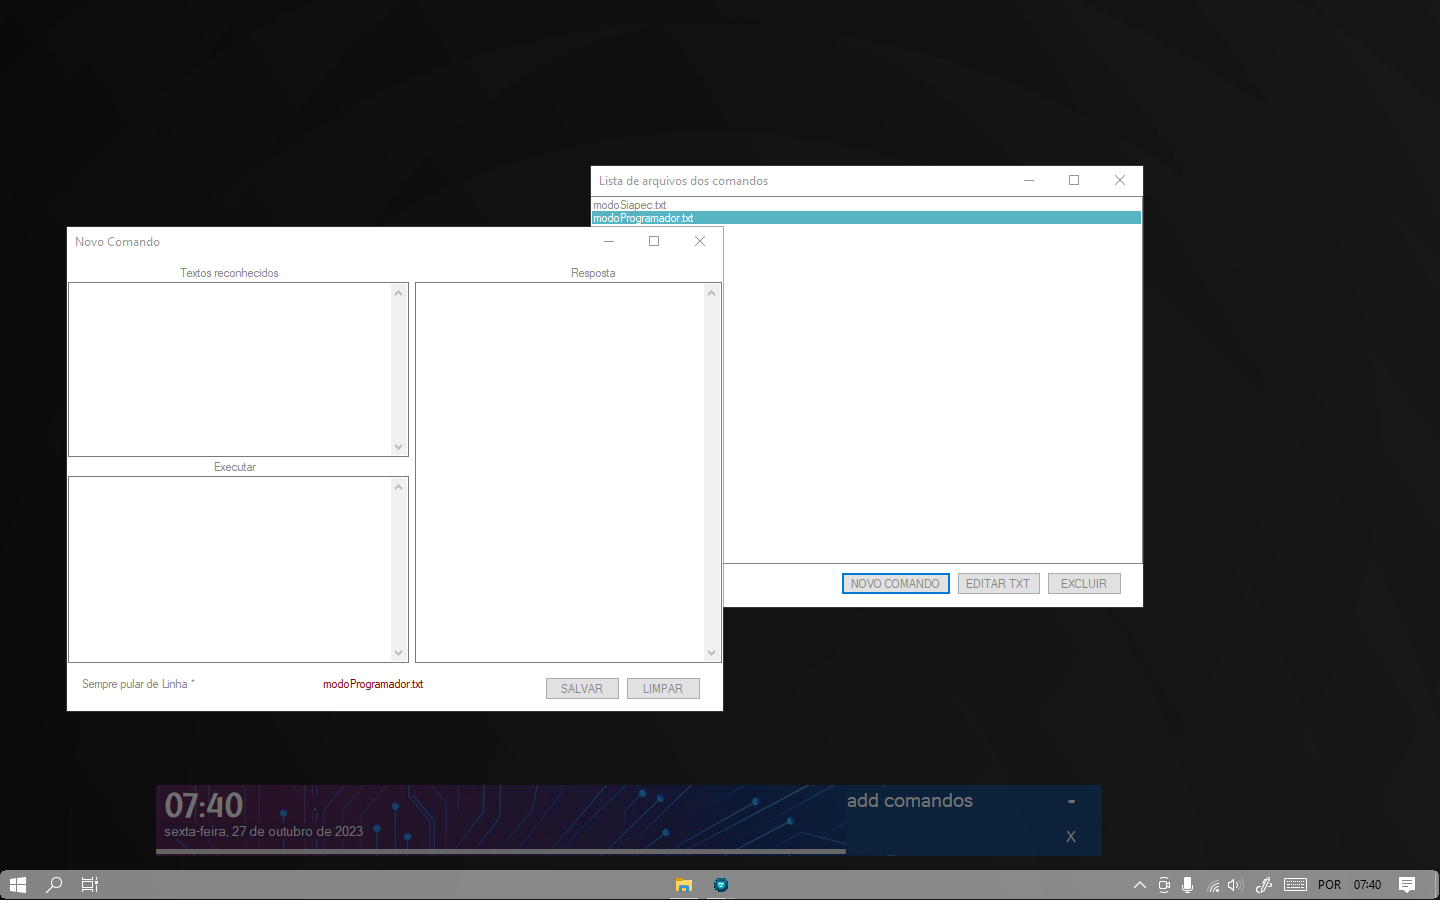 Lista de arquivos dos comandos
modoSiapec.txt
modoProgramador.txt
NOVO COMANDO
EDITAR TXT
EXCLUIR
Novo Comando
Textos reconhecidos
Resposta
Executar
Sempre pular de Linha *
modoProgramador.txt
SALVAR
LIMPAR
07:40
sexta-feira, 27 de outubro de 2023
add comandos
-
X
POR
07:40